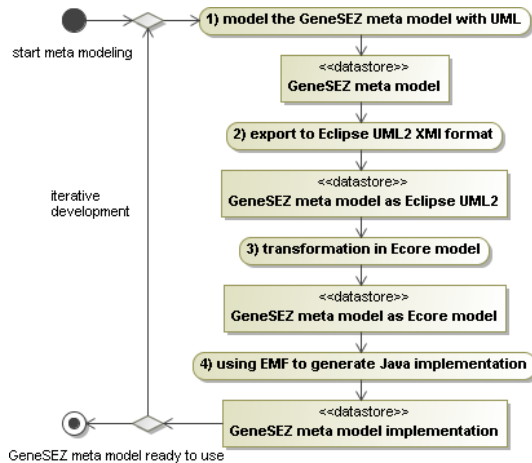 1) model the GeneSEZ meta model with UML
start meta modeling
<<datastore>>
GeneSEZ meta model
2) export to Eclipse UML2 XMI format
<<datastore>>
GeneSEZ meta model as Eclipse UML2
iterative
development
3) transformation in Ecore model
<<datastore>>
GeneSEZ meta model as Ecore model
4) using EMF to generate Java implementation
<<datastore>>
GeneSEZ meta model implementation
GeneSEZ meta model ready to use